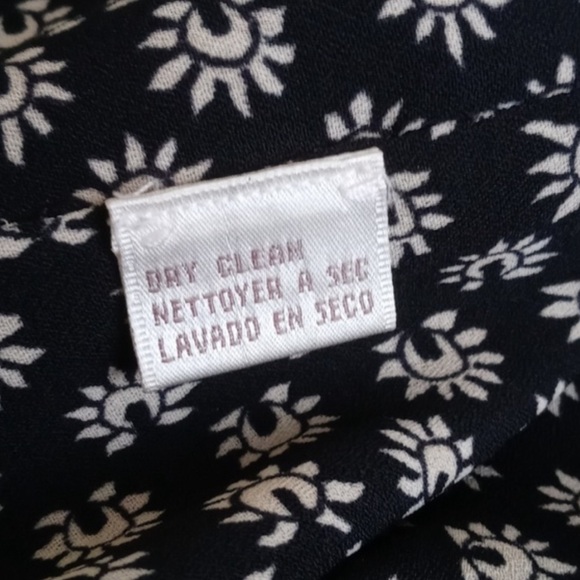 DRY CLEAN
NETTOYER A SEC
LAVADO EN SECO